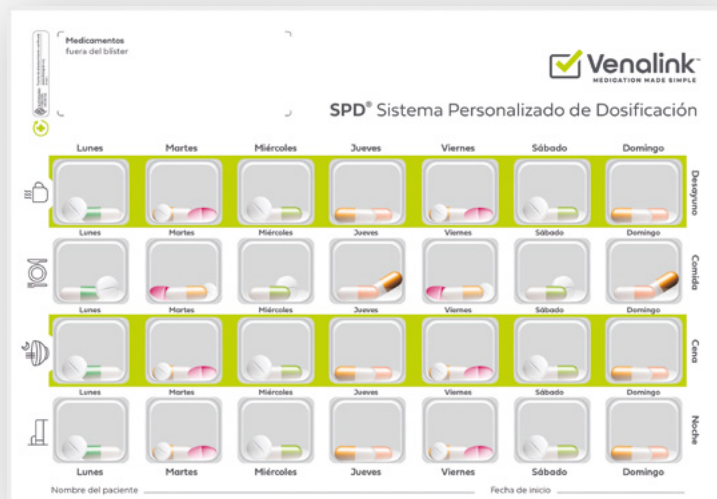 Medicamentos
fuera del blíster
Venalink™
MEDICATION MADE SIMPLE
SPD® Sistema Personalizado de Dosificación
Lunes Martes Miércoles Jueves Viernes Sábado Domingo
Desayuno
Lunes Martes Miércoles Jueves Viernes Sábado Domingo
Comida
Lunes Martes Miércoles Jueves Viernes Sábado Domingo
Cena
Lunes Martes Miércoles Jueves Viernes Sábado Domingo
Noche
Lunes Martes Miércoles Jueves Viernes Sábado Domingo
Nombre del paciente Fecha de inicio